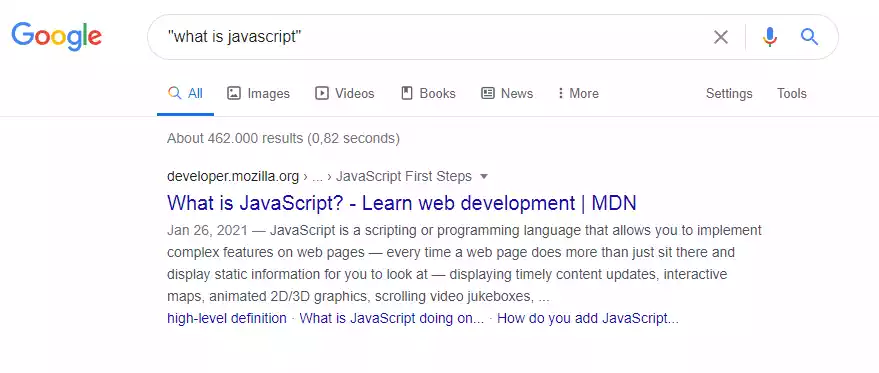 Google "what is javascript"
All Images Videos Books News More Settings Tools
About 462.000 results (0,82 seconds)
developer.mozilla.org › ... › JavaScript First Steps
What is JavaScript? - Learn web development | MDN
Jan 26, 2021 — JavaScript is a scripting or programming language that allows you to implement
complex features on web pages — every time a web page does more than just sit there and
display static information for you to look at — displaying timely content updates, interactive
maps, animated 2D/3D graphics, scrolling video jukeboxes, ...
high-level definition · What is JavaScript doing on... · How do you add JavaScript...